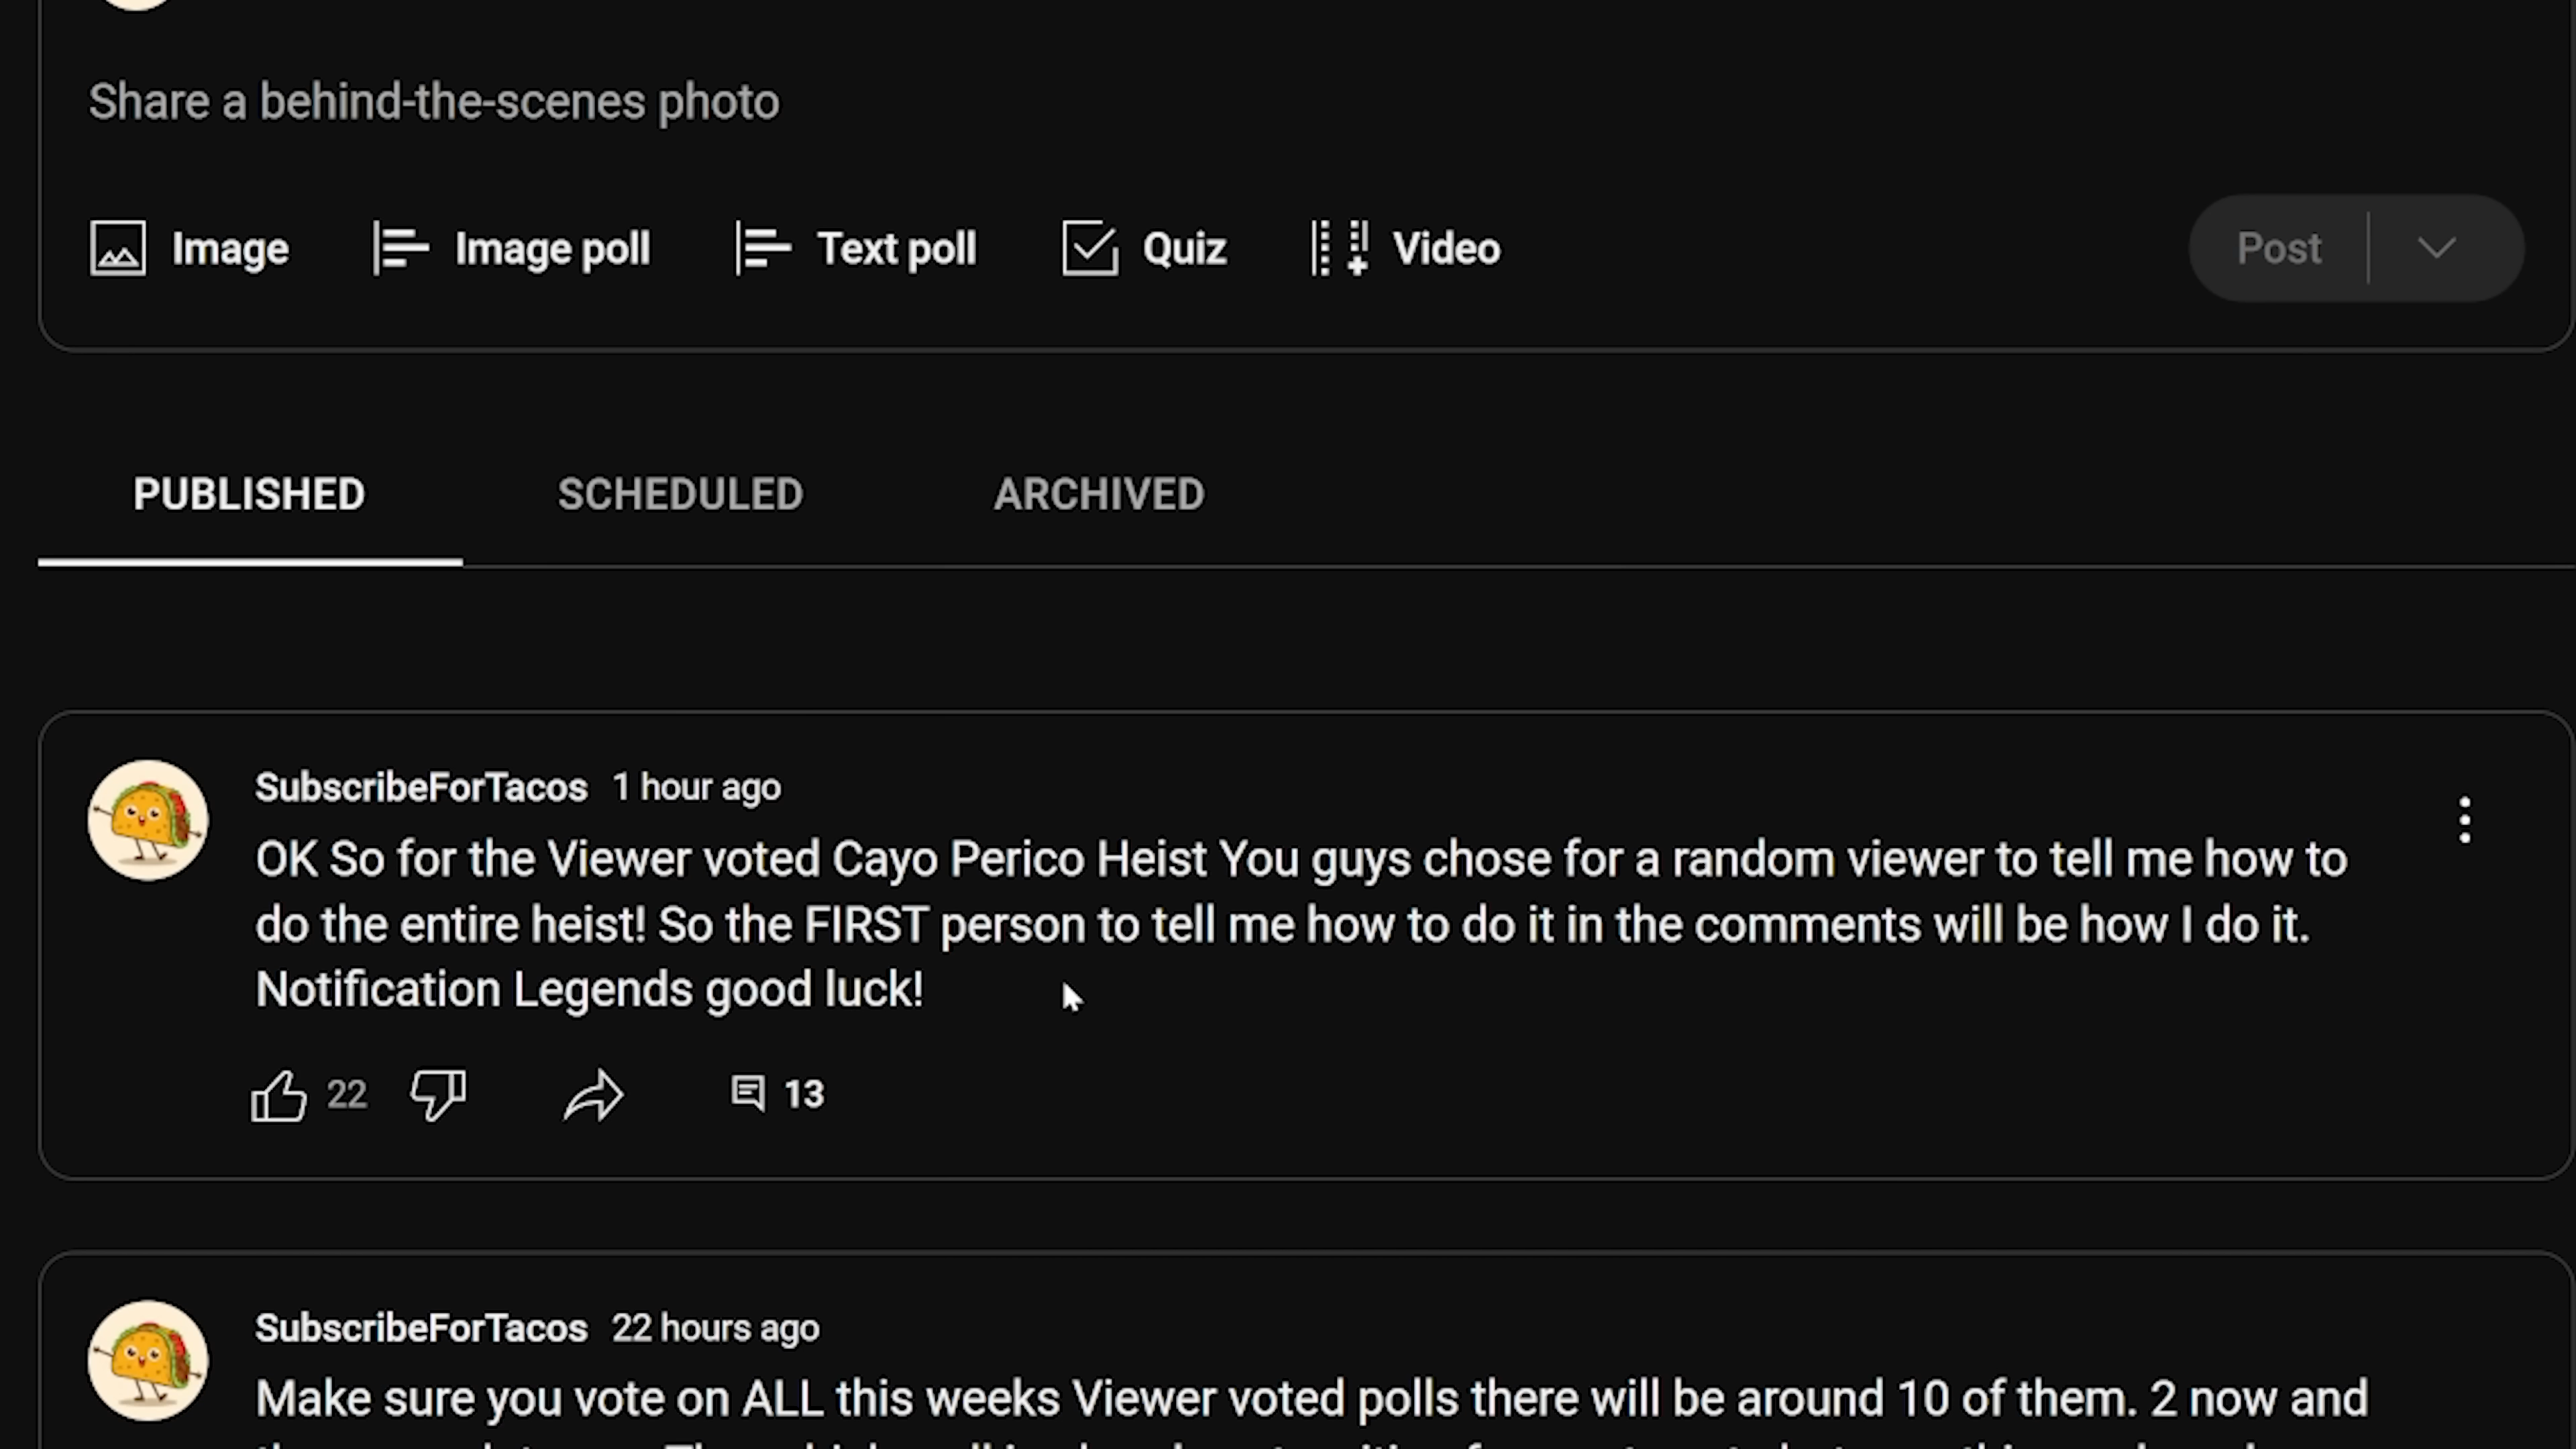 Share a behind-the-scenes photo
Image
Image poll
Text poll
Quiz
Video
Post
PUBLISHED
SCHEDULED
ARCHIVED
SubscribeForTacos 1 hour ago
OK So for the Viewer voted Cayo Perico Heist You guys chose for a random viewer to tell me how to
do the entire heist! So the FIRST person to tell me how to do it in the comments will be how I do it.
Notification Legends good luck!
22
13
SubscribeForTacos 22 hours ago
Make sure you vote on ALL this weeks Viewer voted polls there will be around 10 of them. 2 now and